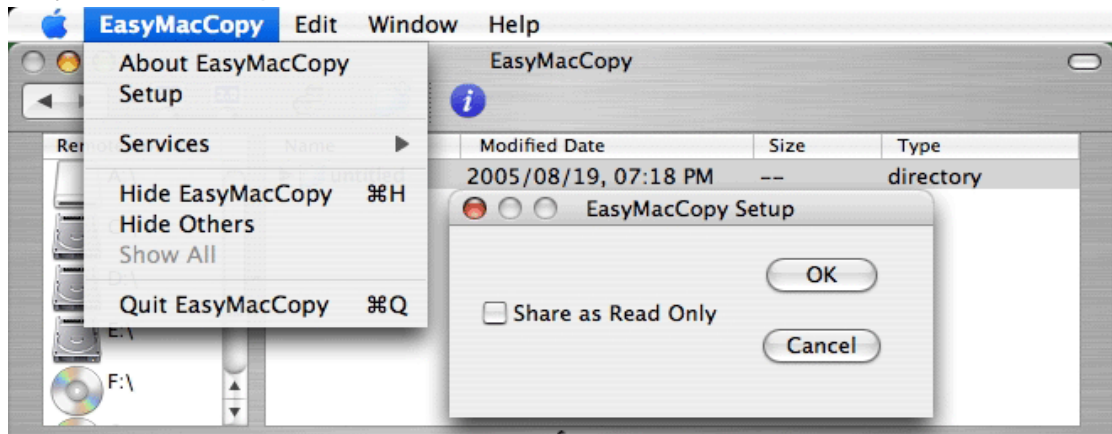 EasyMacCopy Edit Window Help
EasyMacCopy
About EasyMacCopy
Setup
Services
Hide EasyMacCopy ⌘H
Hide Others
Show All
Quit EasyMacCopy ⌘Q
Name Modified Date Size Type
untitled 2005/08/19, 07:18 PM -- directory
A:\
D:\
E:\
F:\
EasyMacCopy Setup
Share as Read Only
OK
Cancel